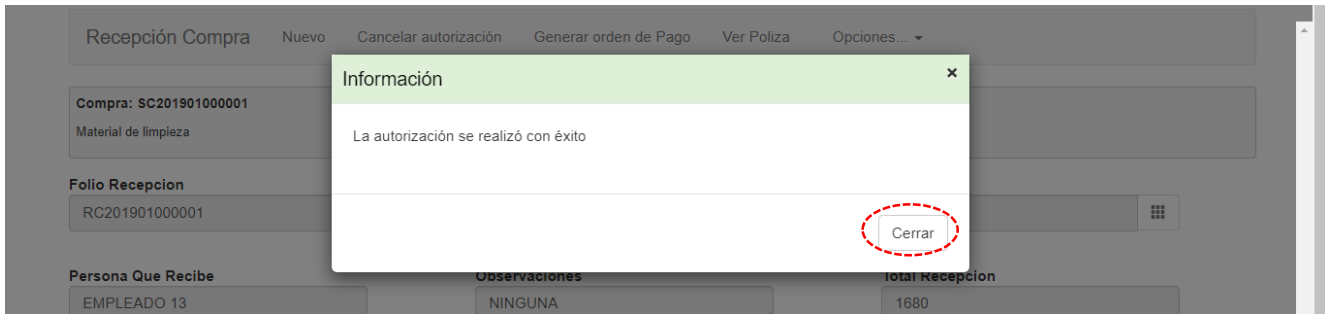 Recepción Compra Nuevo Cancelar autorización Generar orden de Pago Ver Poliza Opciones...
Información ×
Compra: SC201901000001
Material de limpieza
La autorización se realizó con éxito
Folio Recepcion
RC201901000001
Cerrar
Persona Que Recibe Observaciones Total Recepcion
EMPLEADO 13 NINGUNA 1680